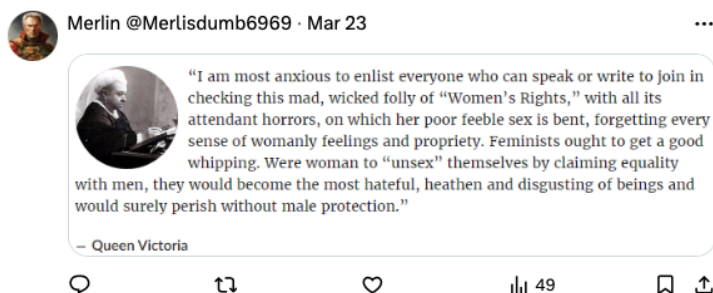 Merlin @Merlisdumb6969 · Mar 23
“I am most anxious to enlist everyone who can speak or write to join in
checking this mad, wicked folly of “Women’s Rights,” with all its
attendant horrors, on which her poor feeble sex is bent, forgetting every
sense of womanly feelings and propriety. Feminists ought to get a good
whipping. Were woman to “unsex” themselves by claiming equality
with men, they would become the most hateful, heathen and disgusting of beings and
would surely perish without male protection.”
– Queen Victoria
49